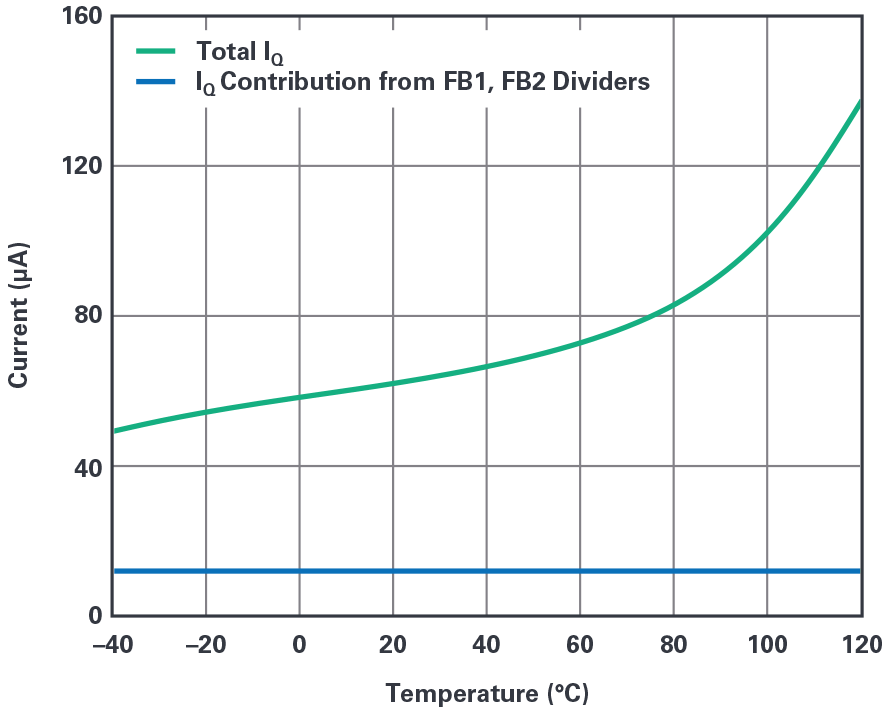 160
Total IQ
IQ Contribution from FB1, FB2 Dividers
120
80
40
0
Current (µA)
–40 –20 0 20 40 60 80 100 120
Temperature (°C)